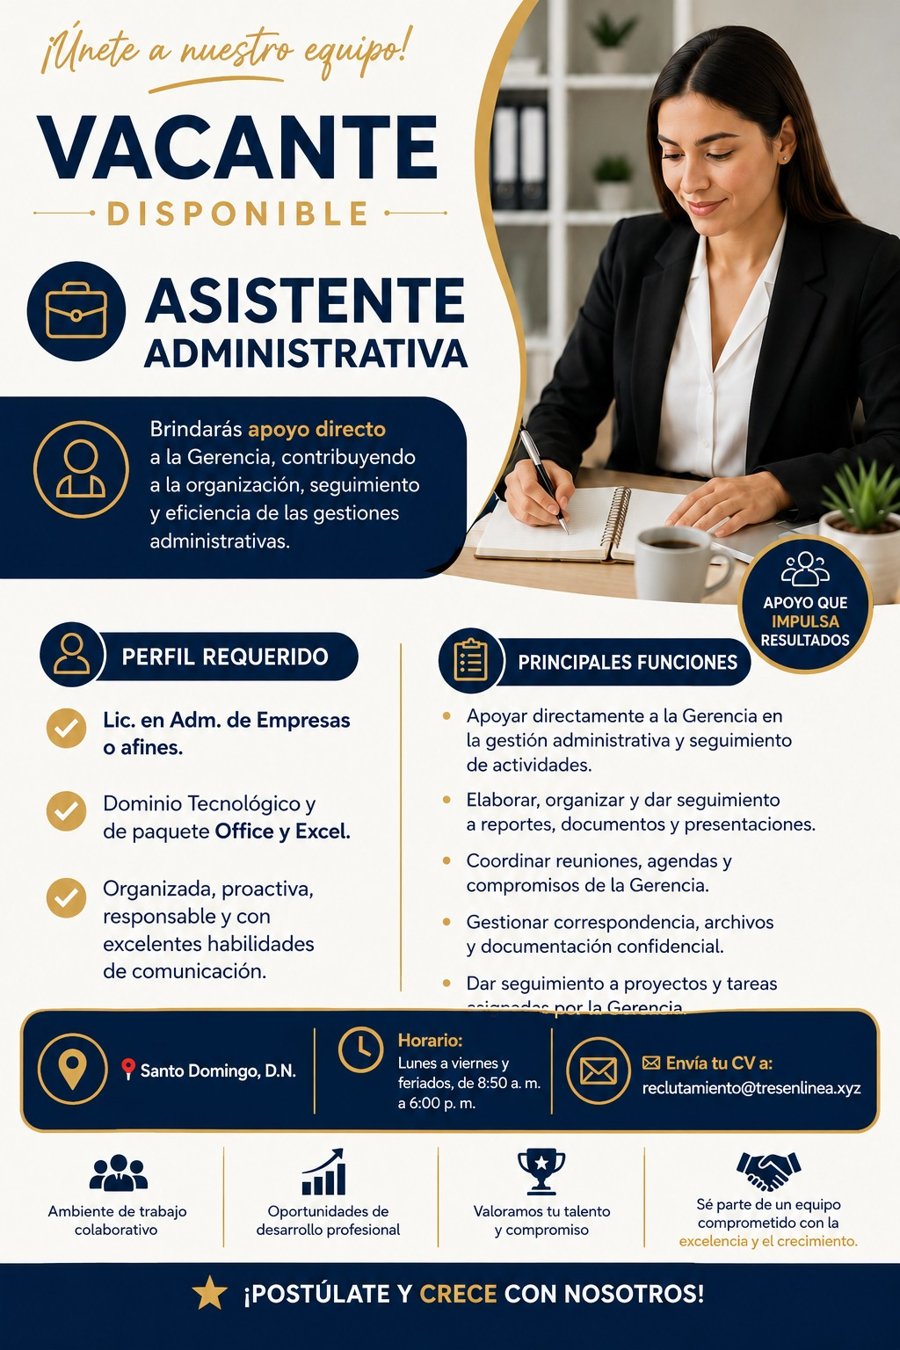 ¡Únete a nuestro equipo!
VACANTE
DISPONIBLE
ASISTENTE
ADMINISTRATIVA
Brindarás apoyo directo
a la Gerencia, contribuyendo
a la organización, seguimiento
y eficiencia de las gestiones
administrativas.
APOYO QUE
IMPULSA
RESULTADOS
PERFIL REQUERIDO
Lic. en Adm. de Empresas
o afines.
Dominio Tecnológico y
de paquete Office y Excel.
Organizada, proactiva,
responsable y con
excelentes habilidades
de comunicación.
PRINCIPALES FUNCIONES
Apoyar directamente a la Gerencia en
la gestión administrativa y seguimiento
de actividades.
Elaborar, organizar y dar seguimiento
a reportes, documentos y presentaciones.
Coordinar reuniones, agendas y
compromisos de la Gerencia.
Gestionar correspondencia, archivos
y documentación confidencial.
Dar seguimiento a proyectos y tareas
asignadas por la Gerencia.
Santo Domingo, D.N.
Horario:
Lunes a viernes y
feriados, de 8:50 a. m.
a 6:00 p. m.
Envía tu CV a:
reclutamiento@tresenlinea.xyz
Ambiente de trabajo
colaborativo
Oportunidades de
desarrollo profesional
Valoramos tu talento
y compromiso
Sé parte de un equipo
comprometido con la
excelencia y el crecimiento.
¡POSTÚLATE Y CRECE CON NOSOTROS!